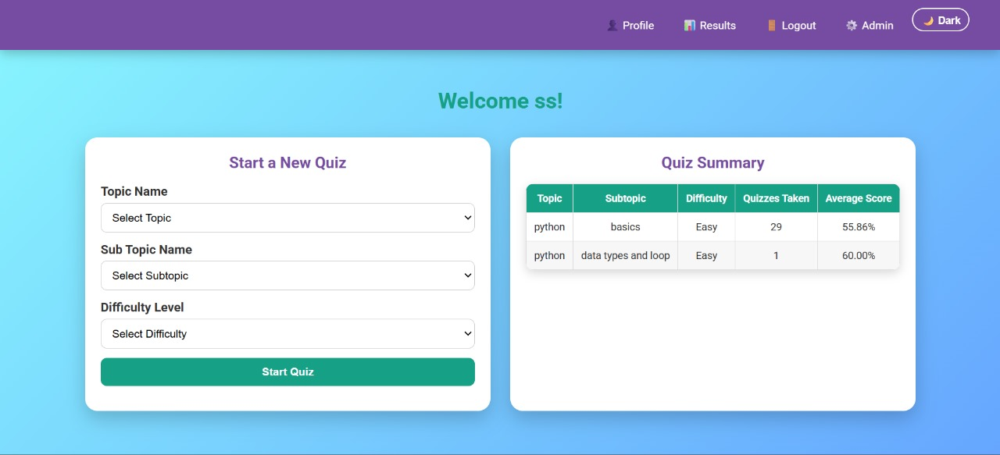 Profile Results Logout Admin Dark
Welcome ss!
Start a New Quiz
Topic Name
Select Topic
Sub Topic Name
Select Subtopic
Difficulty Level
Select Difficulty
Start Quiz
Quiz Summary
Topic Subtopic Difficulty Quizzes Taken Average Score
python basics Easy 29 55.86%
python data types and loop Easy 1 60.00%